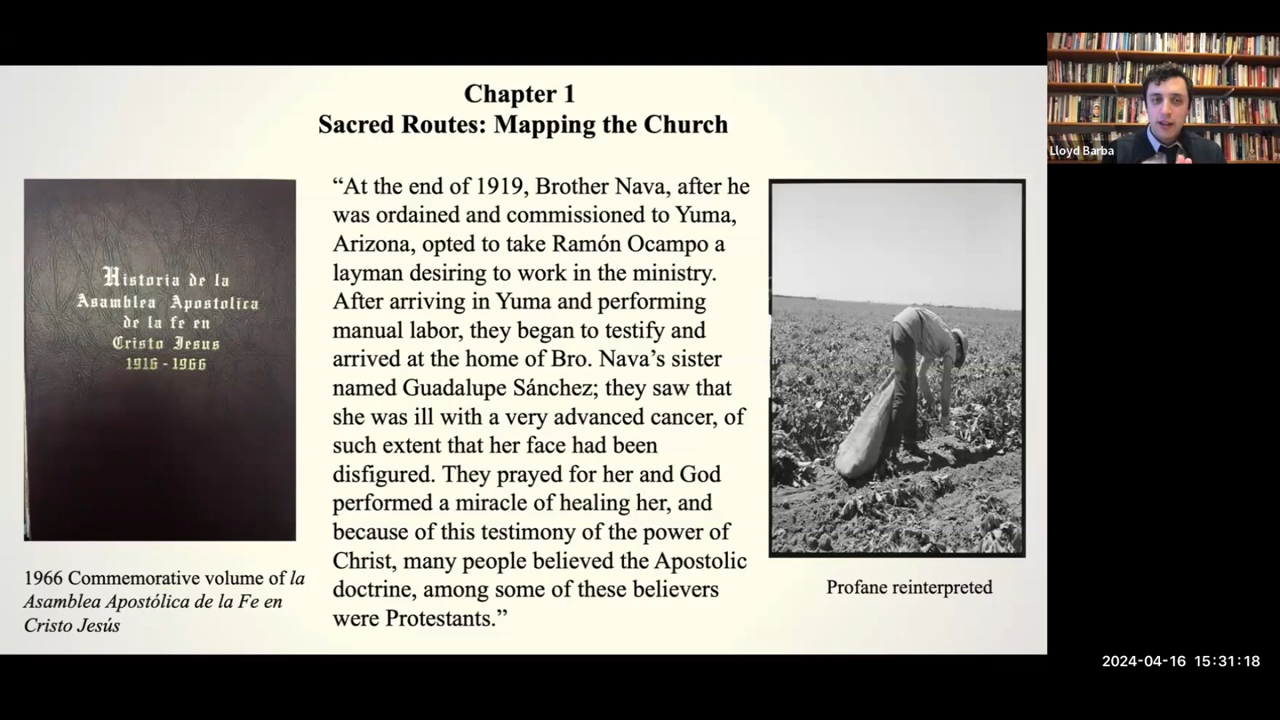 Chapter 1
Sacred Routes: Mapping the Church
Historia de la
Asamblea Apostolica
de la fe en
Cristo Jesus
1916 - 1966
1966 Commemorative volume of la
Asamblea Apostólica de la Fe en
Cristo Jesús
“At the end of 1919, Brother Nava, after he
was ordained and commissioned to Yuma,
Arizona, opted to take Ramón Ocampo a
layman desiring to work in the ministry.
After arriving in Yuma and performing
manual labor, they began to testify and
arrived at the home of Bro. Nava’s sister
named Guadalupe Sánchez; they saw that
she was ill with a very advanced cancer, of
such extent that her face had been
disfigured. They prayed for her and God
performed a miracle of healing her, and
because of this testimony of the power of
Christ, many people believed the Apostolic
doctrine, among some of these believers
were Protestants.”
Profane reinterpreted
Lloyd Barba
2024-04-16 15:31:18